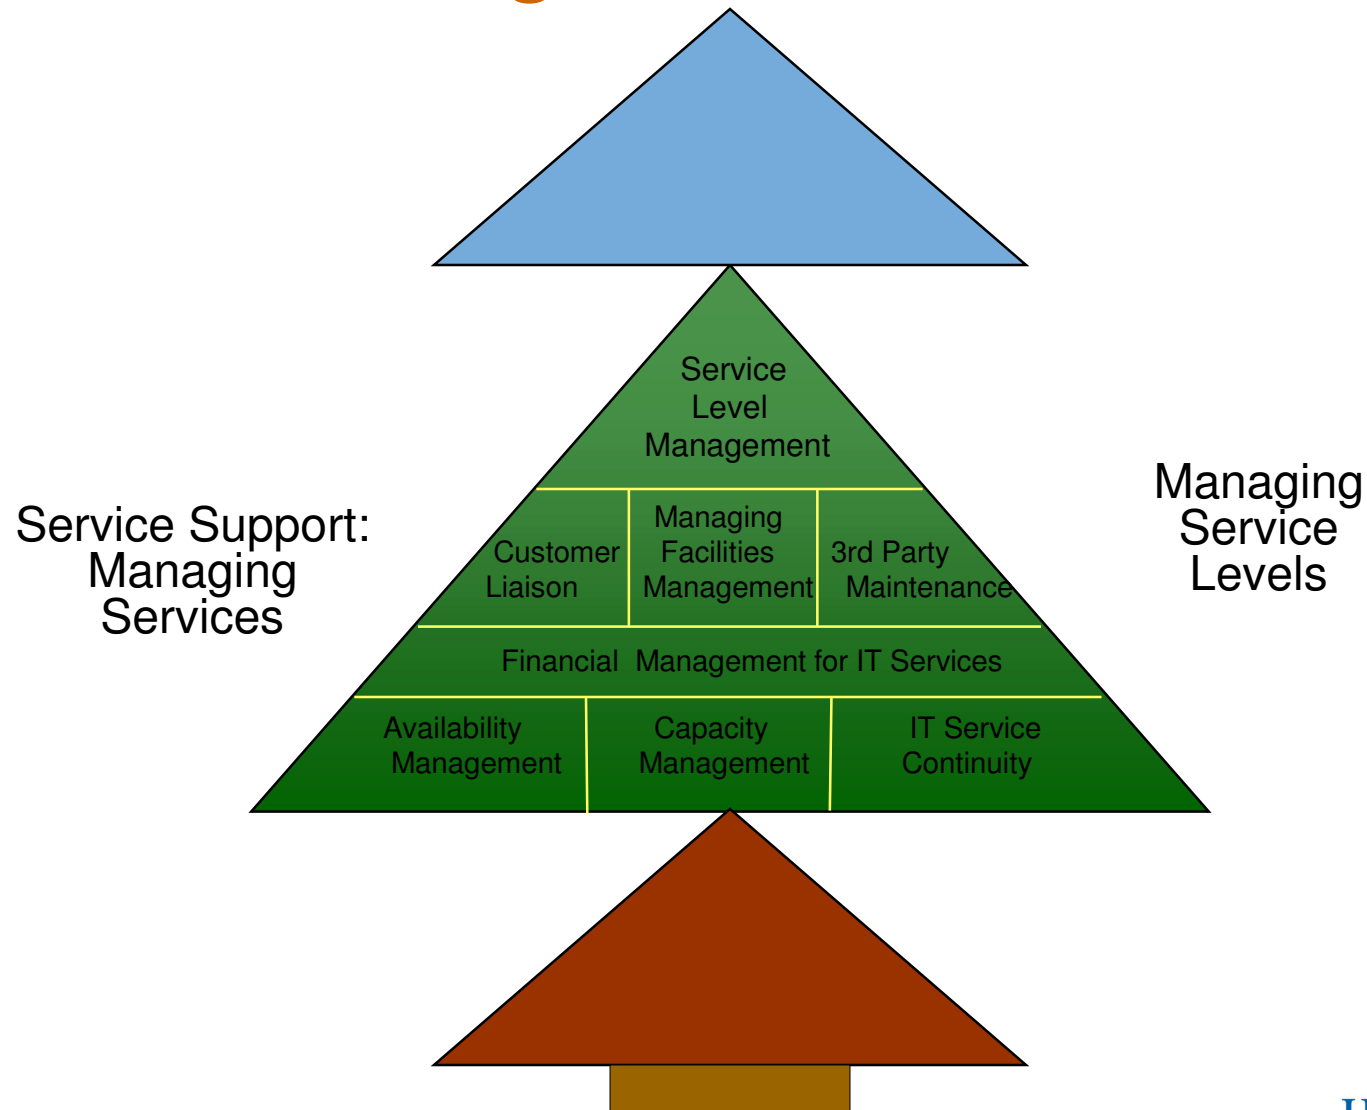 Service
Level
Management
Service Support:
Managing
Services
Managing
Service
Levels
Customer
Liaison
Managing
Facilities
Management
3rd Party
Maintenance
Financial Management for IT Services
Availability
Management
Capacity
Management
IT Service
Continuity